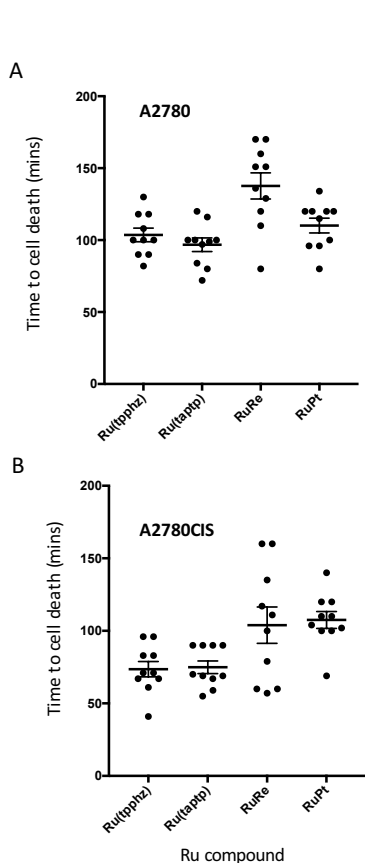 A
A2780
Time to cell death (mins)
200
150
100
50
0
Ru(tpphz)
Ru(taptp)
RuRe
RuPt
B
A2780CIS
Time to cell death (mins)
200
150
100
50
0
Ru(tpphz)
Ru(taptp)
RuRe
RuPt
Ru compound